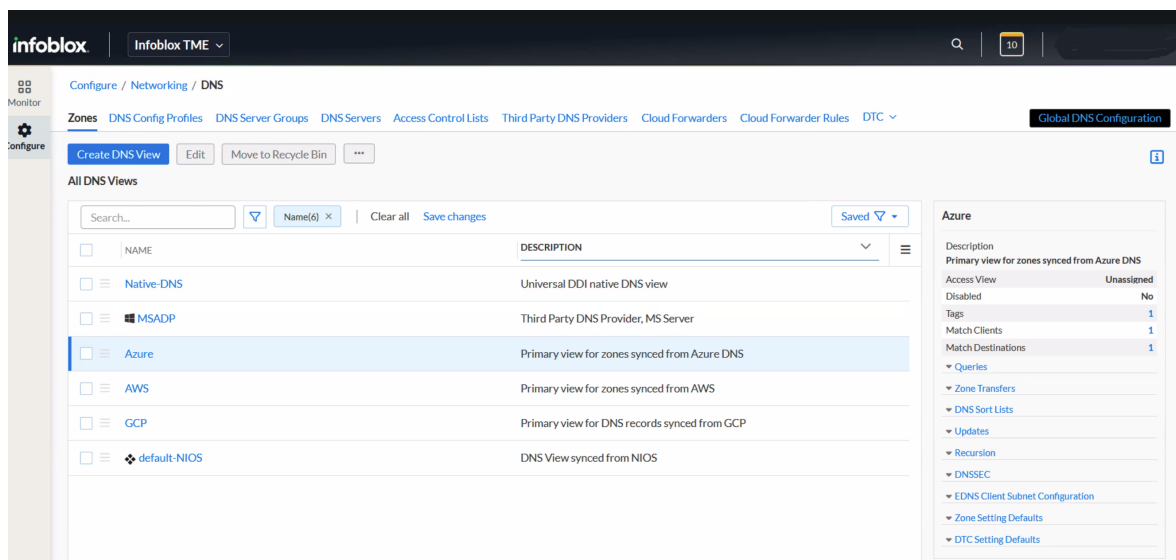 infoblox.
Infoblox TME
10
Monitor
Configure
Configure / Networking / DNS
Zones DNS Config Profiles DNS Server Groups DNS Servers Access Control Lists Third Party DNS Providers Cloud Forwarders Cloud Forwarder Rules DTC
Global DNS Configuration
Create DNS View Edit Move to Recycle Bin ...
All DNS Views
Search... Name(6) × Clear all Save changes Saved
NAME DESCRIPTION
Native-DNS Universal DDI native DNS view
MSADP Third Party DNS Provider, MS Server
Azure Primary view for zones synced from Azure DNS
AWS Primary view for zones synced from AWS
GCP Primary view for DNS records synced from GCP
default-NIOS DNS View synced from NIOS
Azure
Description
Primary view for zones synced from Azure DNS
Access View Unassigned
Disabled No
Tags 1
Match Clients 1
Match Destinations 1
Queries
Zone Transfers
DNS Sort Lists
Updates
Recursion
DNSSEC
EDNS Client Subnet Configuration
Zone Setting Defaults
DTC Setting Defaults